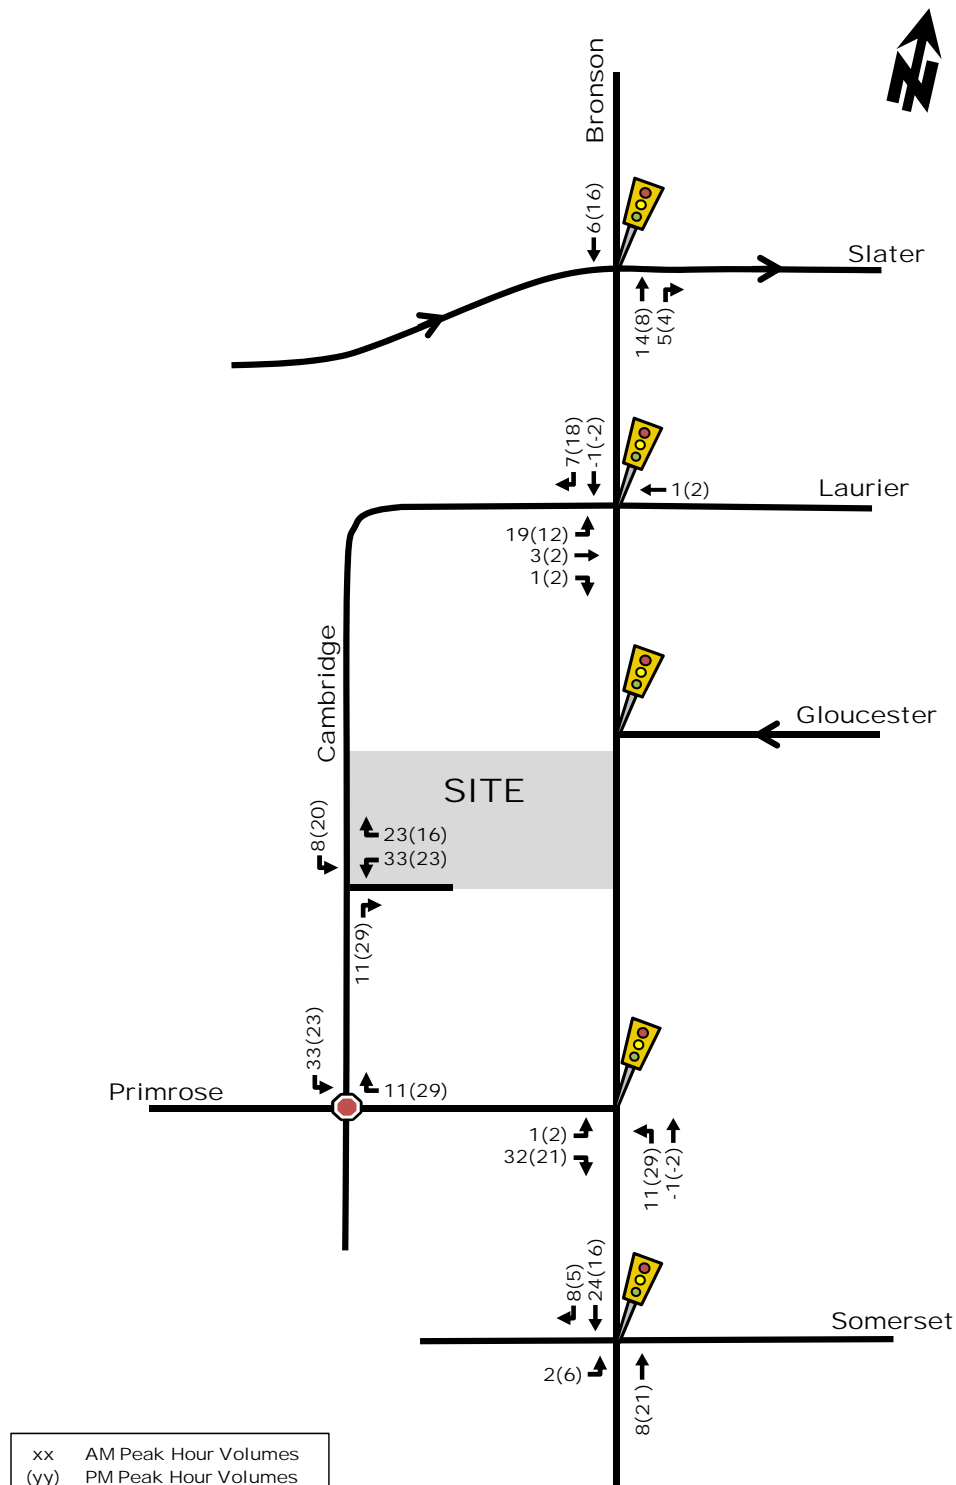 Bronson
6(16)
Slater
14(8)
5(4)
7(18)
-1(-2)
Laurier
1(2)
19(12)
3(2)
1(2)
Cambridge
Gloucester
SITE
8(20)
23(16)
33(23)
11(29)
33(23)
Primrose
11(29)
1(2)
32(21)
11(29)
-1(-2)
8(5)
24(16)
Somerset
2(6)
8(21)
xx AM Peak Hour Volumes
(yy) PM Peak Hour Volumes